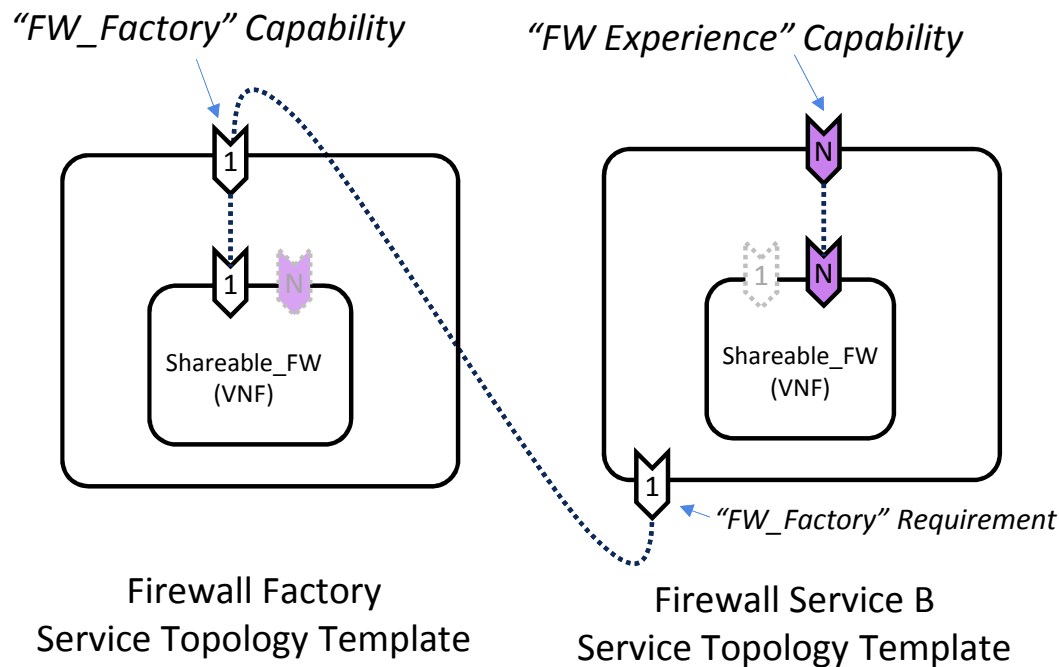 “FW_Factory” Capability
“FW Experience” Capability
1
N
1
N
1
N
Shareable_FW
(VNF)
Shareable_FW
(VNF)
1
“FW_Factory” Requirement
Firewall Factory
Service Topology Template
Firewall Service B
Service Topology Template